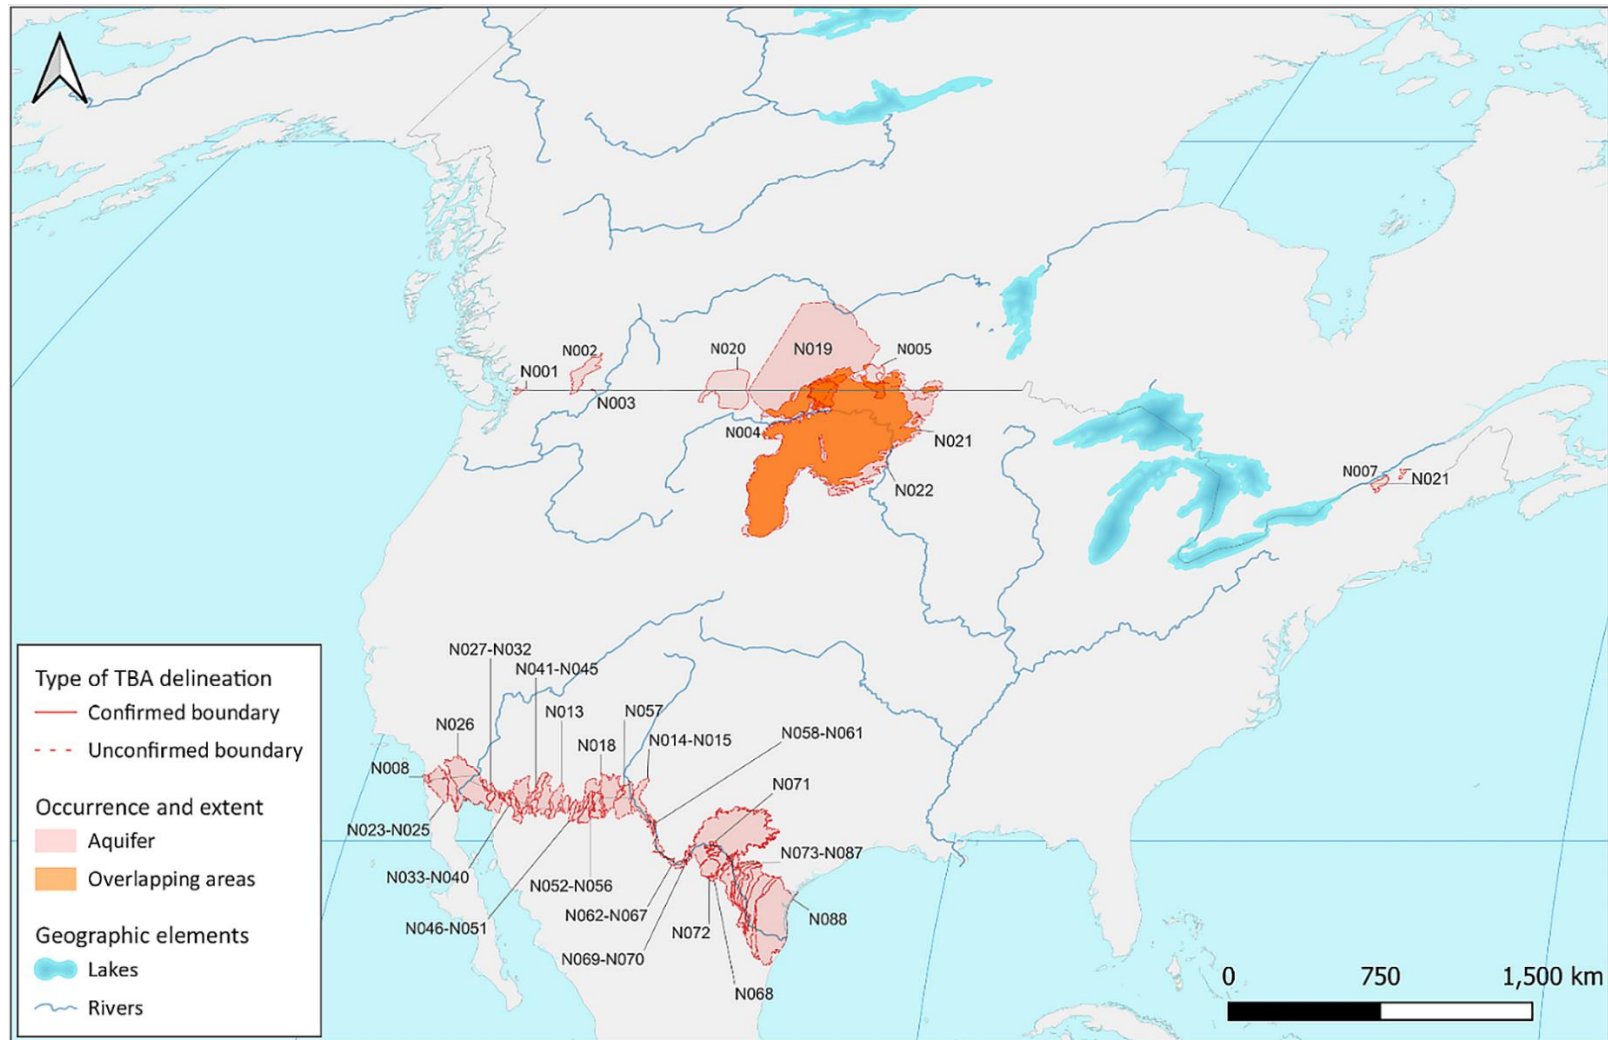 N002
N001
N003
N020
N019
N005
N004
N021
N022
N007
N021
N027-N032
N041-N045
N026
N013
N057
N018
N014-N015
N058-N061
N008
N071
N023-N025
N073-N087
N033-N040
N052-N056
N062-N067
N046-N051
N072
N088
N069-N070
N068
Type of TBA delineation
Confirmed boundary
Unconfirmed boundary
Occurrence and extent
Aquifer
Overlapping areas
Geographic elements
Lakes
Rivers
0 750 1,500 km